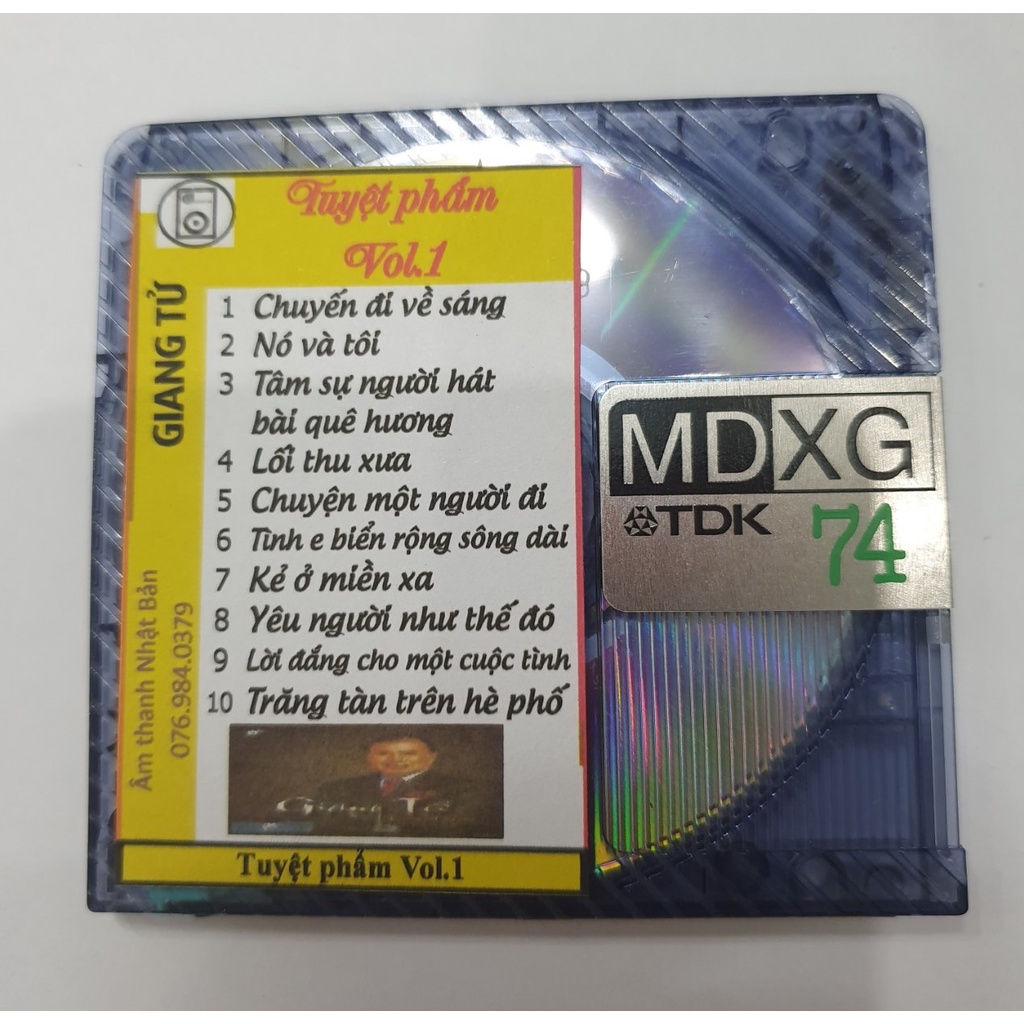 Tuyệt phẩm
Vol.1
GIANG TỬ
1 Chuyến đi về sáng
2 Nó và tôi
3 Tâm sự người hát
bài quê hương
4 Lối thu xưa
5 Chuyện một người đi
6 Tình e biển rộng sông dài
7 Kẻ ở miền xa
8 Yêu người như thế đó
9 Lời đắng cho một cuộc tình
10 Trăng tàn trên hè phố
Âm thanh Nhật Bản
076.984.0379
Giang Tử
Tuyệt phẩm Vol.1
MDXG
TDK 74